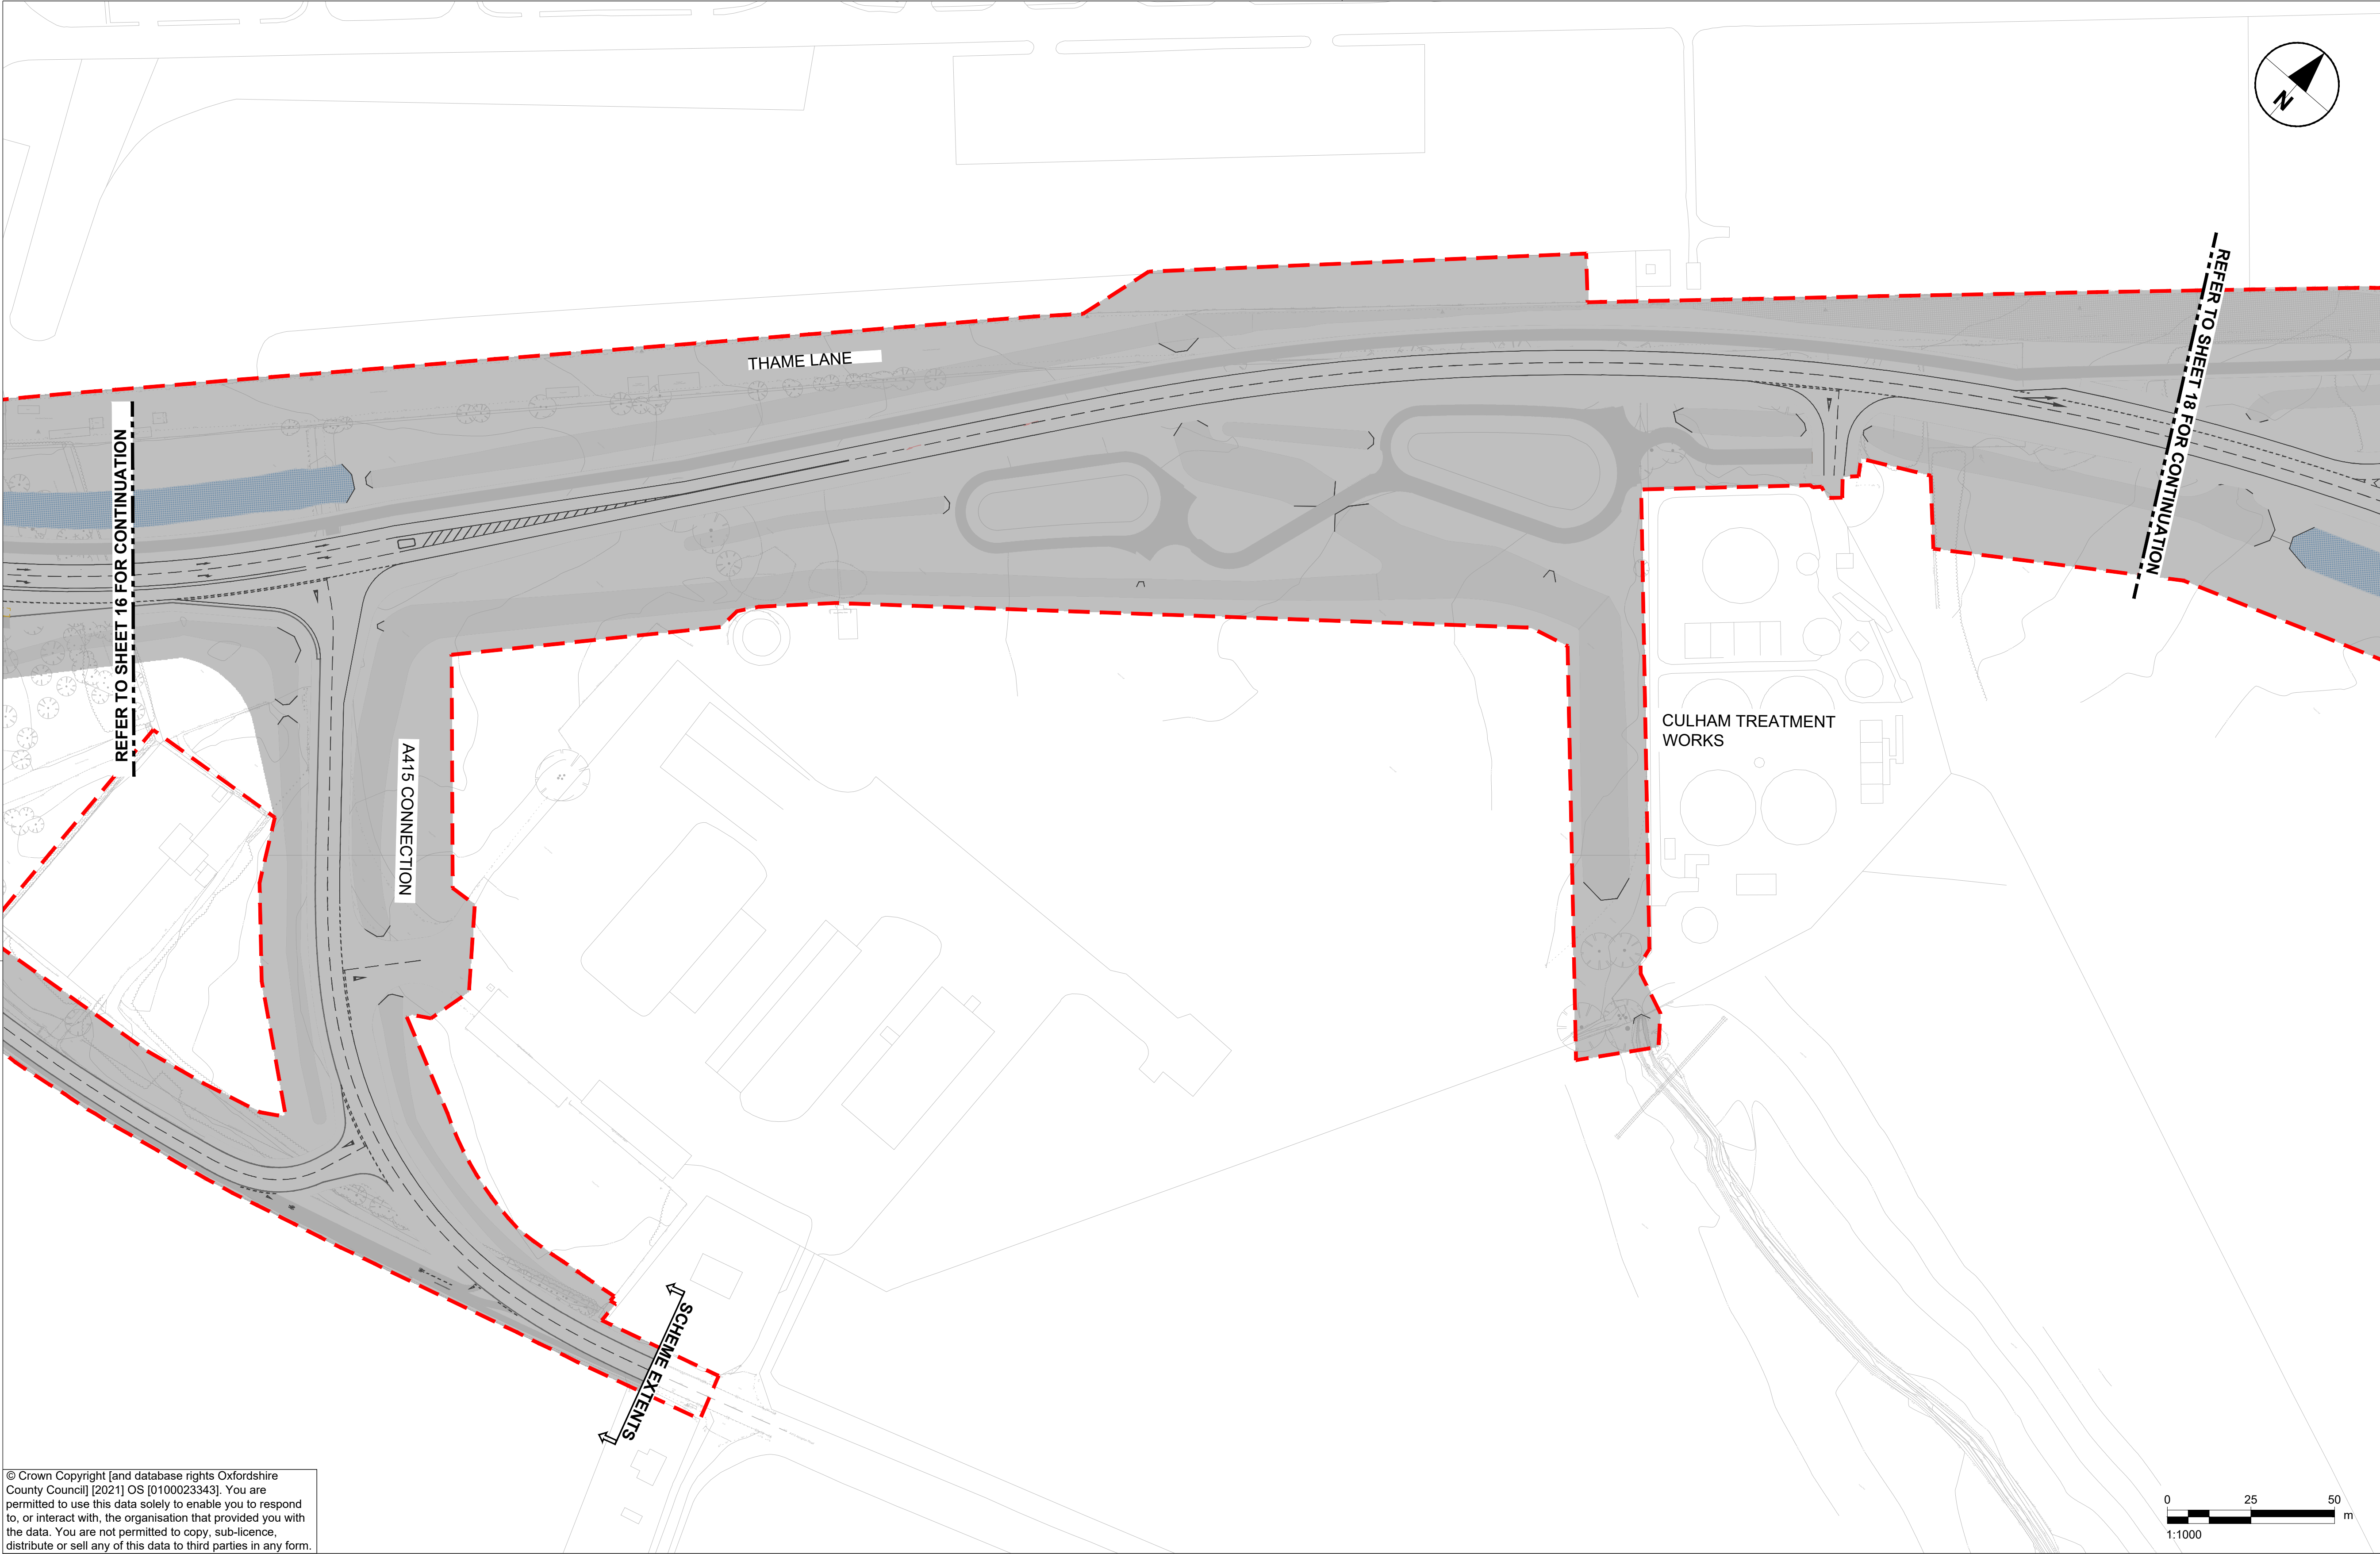 N
THAME LANE
REFER TO SHEET 16 FOR CONTINUATION
REFER TO SHEET 18 FOR CONTINUATION
A415 CONNECTION
CULHAM TREATMENT
WORKS
SCHEME EXTENTS
© Crown Copyright [and database rights Oxfordshire
County Council] [2021] OS [0100023343]. You are
permitted to use this data solely to enable you to respond
to, or interact with, the organisation that provided you with
the data. You are not permitted to copy, sub-licence,
distribute or sell any of this data to third parties in any form.
0 25 50
m
1:1000